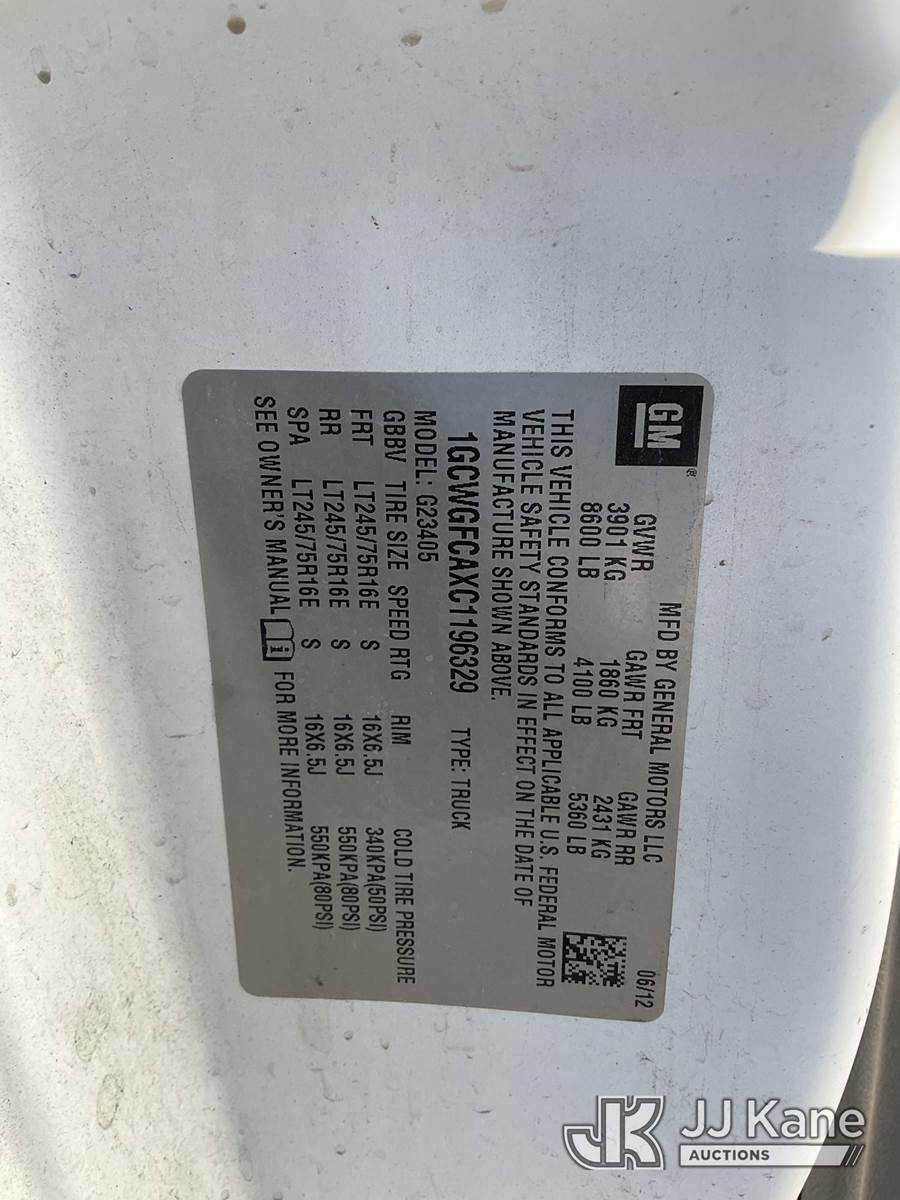 GM ®
MFD BY GENERAL MOTORS LLC 06/12
GVWR GAWR FRT GAWR RR
3901 KG 1860 KG 2431 KG
8600 LB 4100 LB 5360 LB
THIS VEHICLE CONFORMS TO ALL APPLICABLE U.S. FEDERAL MOTOR
VEHICLE SAFETY STANDARDS IN EFFECT ON THE DATE OF
MANUFACTURE SHOWN ABOVE.
1GCWGFCAXC1196329 TYPE: TRUCK
MODEL: G23405
GBBV TIRE SIZE SPEED RTG RIM COLD TIRE PRESSURE
FRT LT245/75R16E S 16X6.5J 340KPA(50PSI)
RR LT245/75R16E S 16X6.5J 550KPA(80PSI)
SPA LT245/75R16E S 16X6.5J 550KPA(80PSI)
SEE OWNER'S MANUAL FOR MORE INFORMATION.
JK JJ Kane
AUCTIONS